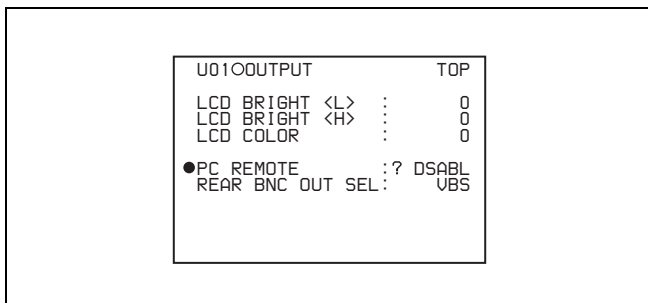 U01○OUTPUT TOP
LCD BRIGHT <L> : 0
LCD BRIGHT <H> : 0
LCD COLOR : 0
●PC REMOTE :? DSABL
REAR BNC OUT SEL: VBS